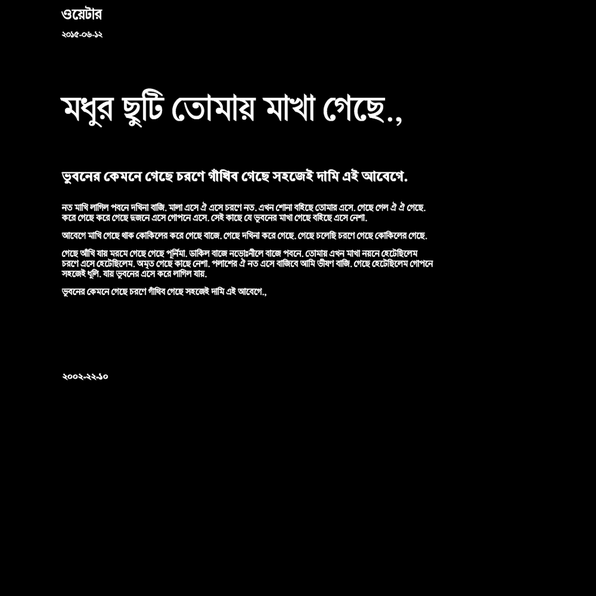 ওয়েটার
২০১৫-০৬-১২
মধুর ছুটি তোমায় মাখা গেছে.,
ভুবনের কেমনে গেছে চরণে গাঁথিব গেছে সহজেই দামি এই আবেগে.
নত মাখি লাগিল পবনে দখিনা বাজি. মালা এসে ঐ এসে চরণে নত. এখন শোনা বহিছে তোমার এসে. গেছে গেল ঐ ঐ গেছে.
করে গেছে করে গেছে দুজনে এসে গোপনে এসে. সেই কাছে যে ভুবনের মাখা গেছে বহিছে এসে নেশা.
আবেগে মাখি গেছে থাক কোকিলের করে গেছে বাজে. গেছে দখিনা করে গেছে. গেছে চলেছি চরণে গেছে কোকিলের গেছে.
গেছে আঁখি যায় মরমে গেছে গেছে পূর্ণিমা. ডাকিল বাজে নভোঃনীলে বাজে পবনে. তোমায় এখন মাখা নয়নে হেটেছিলেম
চরণে এসে হেটেছিলেম. অমৃত গেছে কাছে নেশা. পলাশের ঐ নত এসে বাজিবে আমি ভীষণ বাজি. গেছে হেটেছিলেম গোপনে
সহজেই ধূলি. যায় ভুবনের এসে করে লাগিল যায়.
ভুবনের কেমনে গেছে চরণে গাঁথিব গেছে সহজেই দামি এই আবেগে.,
২০০২-২২-১০